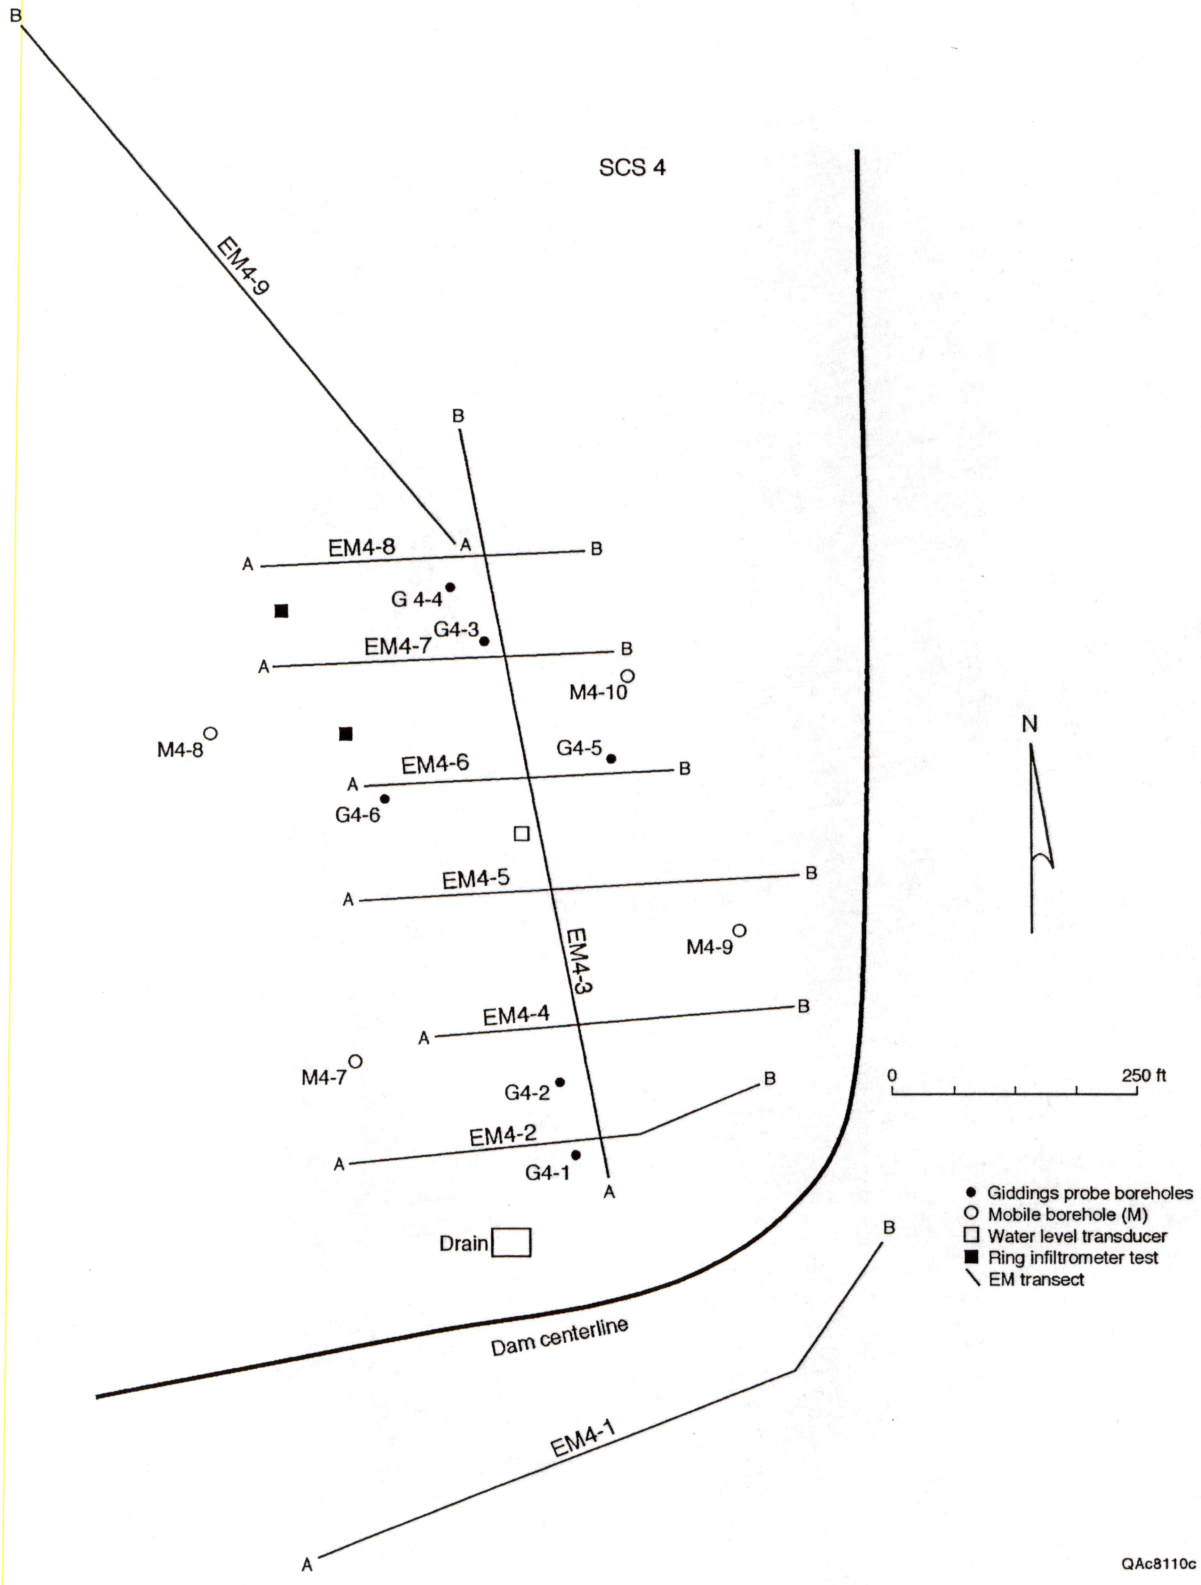 B
SCS 4
EM4-9
B
A
EM4-8
A
B
G 4-4
G4-3
EM4-7
A
B
M4-10
M4-8
G4-5
EM4-6
A
B
G4-6
N
EM4-5
A
B
EM4-3
M4-9
EM4-4
A
B
M4-7
G4-2
B
0 250 ft
EM4-2
A
G4-1
A
Drain
Giddings probe boreholes
Mobile borehole (M)
Water level transducer
Ring infiltrometer test
EM transect
B
Dam centerline
EM4-1
A
QAc8110c